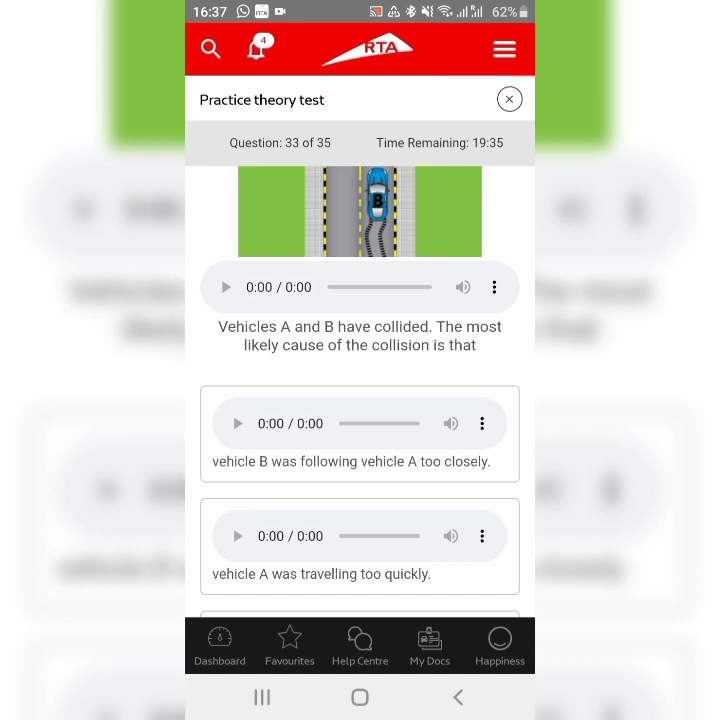 16:37
62%
4
RTA
Practice theory test
Question: 33 of 35
Time Remaining: 19:35
B
0:00 / 0:00
Vehicles A and B have collided. The most
likely cause of the collision is that
0:00 / 0:00
vehicle B was following vehicle A too closely.
0:00 / 0:00
vehicle A was travelling too quickly.
Dashboard
Favourites
Help Centre
My Docs
Happiness